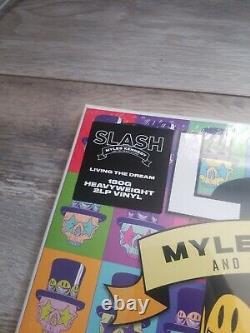 SLASH
MYLES KENNEDY
LIVING THE DREAM
180G
HEAVYWEIGHT
2LP VINYL
MYLE
AND